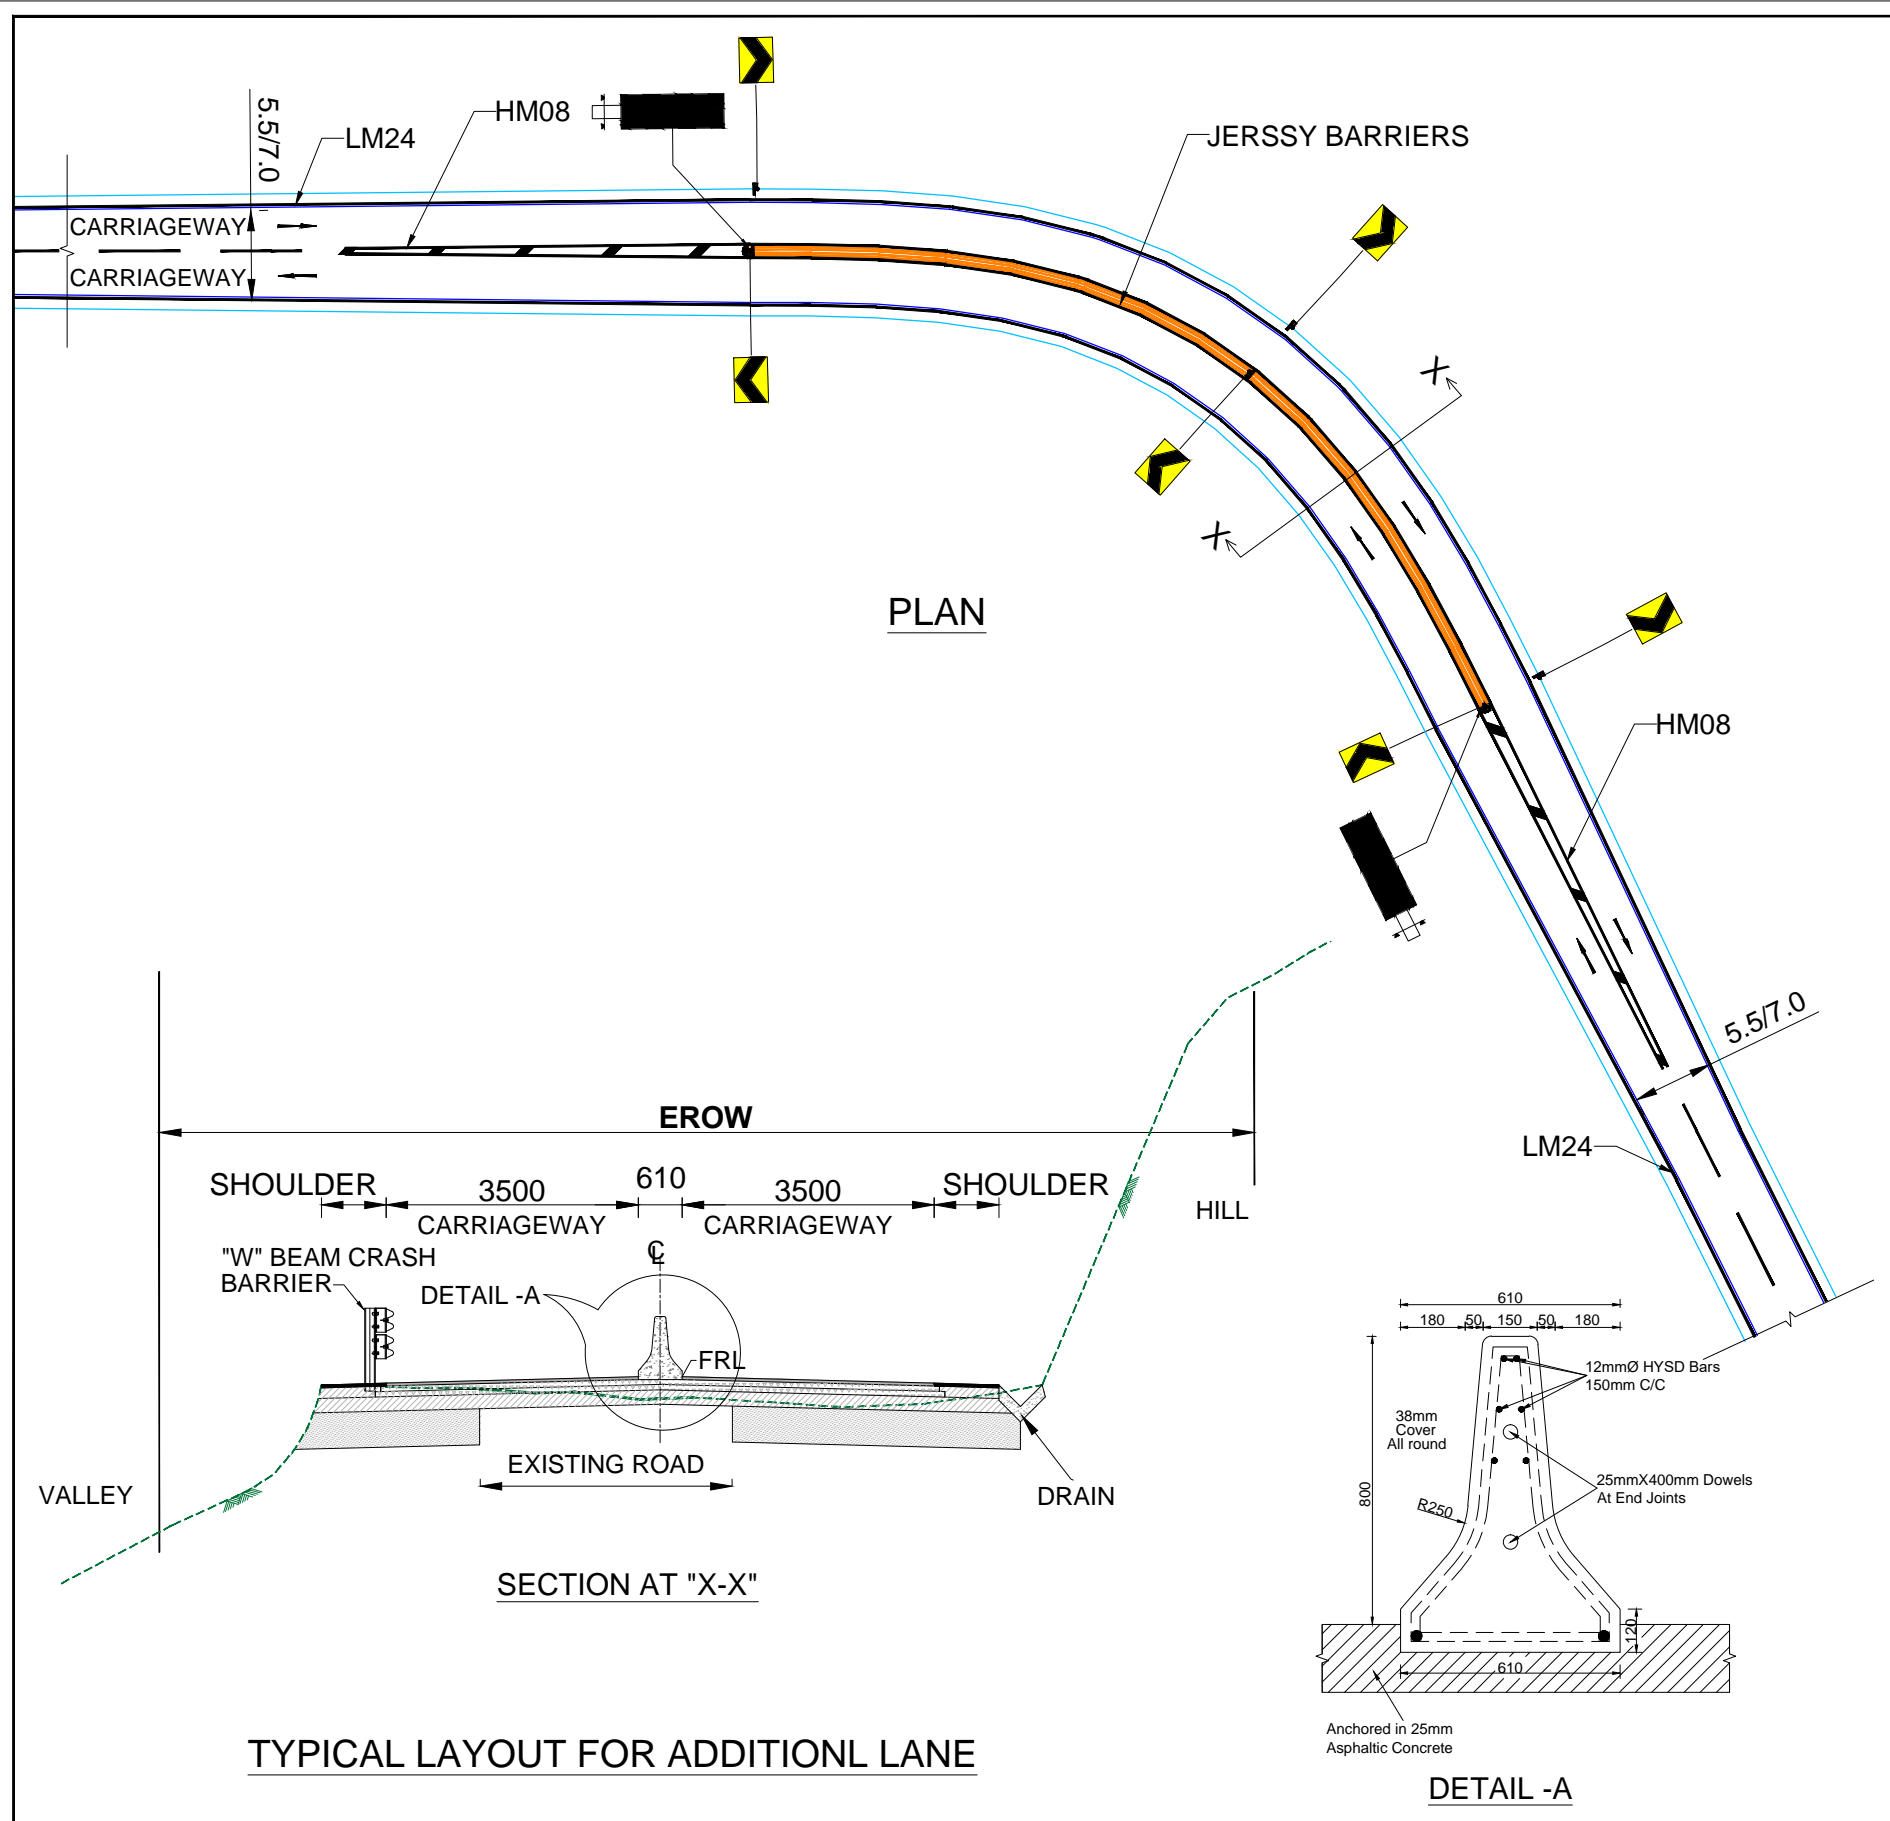 5.5/7.0
LM24
HM08
JERSSY BARRIERS
CARRIAGEWAY
CARRIAGEWAY
X
X
PLAN
HM08
5.5/7.0
LM24
EROW
SHOULDER
3500
610
3500
SHOULDER
CARRIAGEWAY
CARRIAGEWAY
HILL
"W" BEAM CRASH
BARRIER
℄
DETAIL -A
FRL
EXISTING ROAD
VALLEY
DRAIN
SECTION AT "X-X"
610
180
50
150
50
180
12mmØ HYSD Bars
150mm C/C
38mm
Cover
All round
800
R250
25mmX400mm Dowels
At End Joints
120
610
Anchored in 25mm
Asphaltic Concrete
TYPICAL LAYOUT FOR ADDITIONL LANE
DETAIL -A